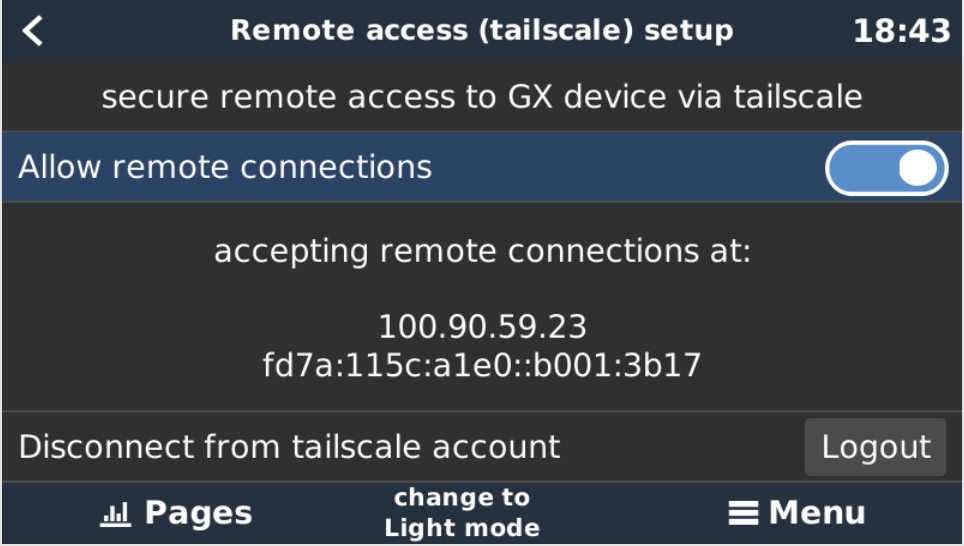 Remote access (tailscale) setup 18:43
secure remote access to GX device via tailscale
Allow remote connections
accepting remote connections at:
100.90.59.23
fd7a:115c:a1e0::b001:3b17
Disconnect from tailscale account Logout
Pages change to
Light mode Menu